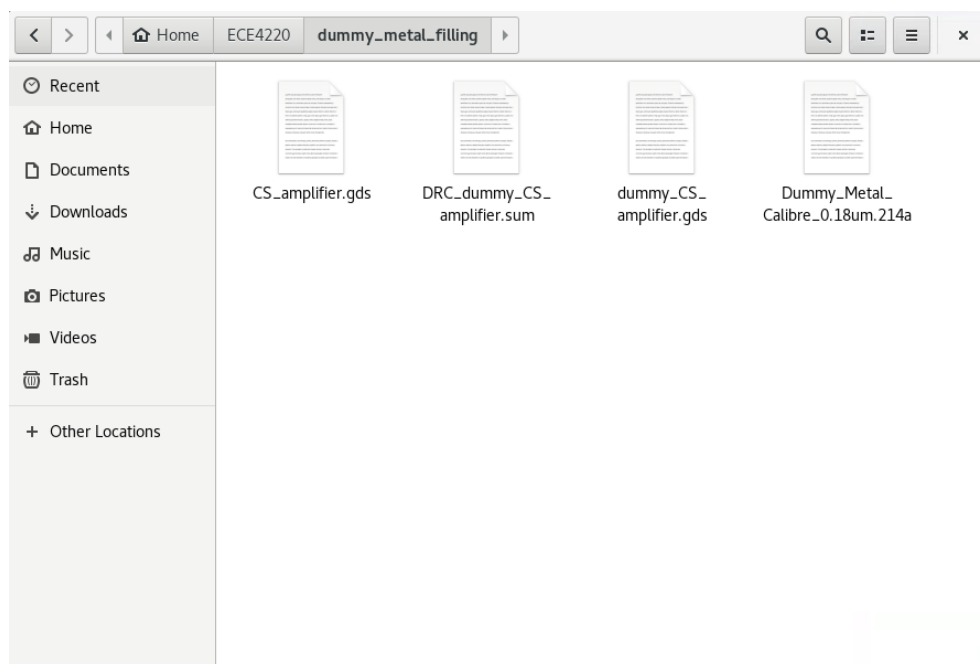 Home ECE4220 dummy_metal_filling
Recent
Home
Documents
Downloads
Music
Pictures
Videos
Trash
+ Other Locations
CS_amplifier.gds
DRC_dummy_CS_
amplifier.sum
dummy_CS_
amplifier.gds
Dummy_Metal_
Calibre_0.18um.214a